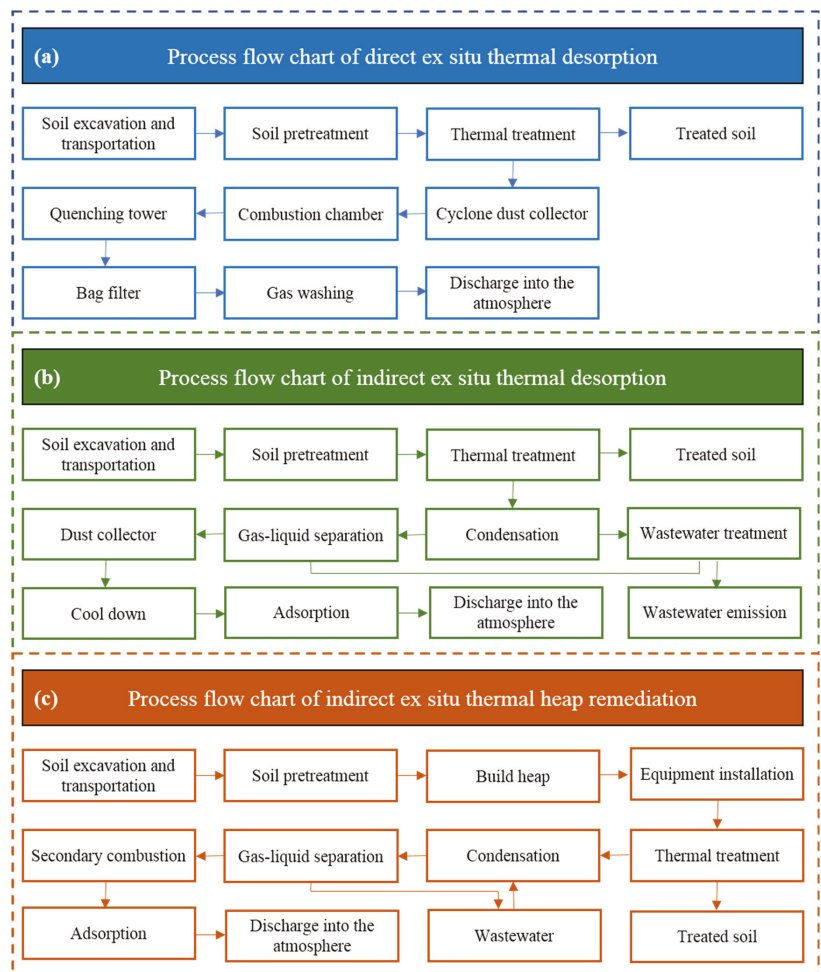 (a) Process flow chart of direct ex situ thermal desorption
Soil excavation and
transportation
Soil pretreatment
Thermal treatment
Treated soil
Quenching tower
Combustion chamber
Cyclone dust collector
Bag filter
Gas washing
Discharge into the
atmosphere
(b) Process flow chart of indirect ex situ thermal desorption
Soil excavation and
transportation
Soil pretreatment
Thermal treatment
Treated soil
Dust collector
Gas-liquid separation
Condensation
Wastewater treatment
Cool down
Adsorption
Discharge into the
atmosphere
Wastewater emission
(c) Process flow chart of indirect ex situ thermal heap remediation
Soil excavation and
transportation
Soil pretreatment
Build heap
Equipment installation
Secondary combustion
Gas-liquid separation
Condensation
Thermal treatment
Adsorption
Discharge into the
atmosphere
Wastewater
Treated soil